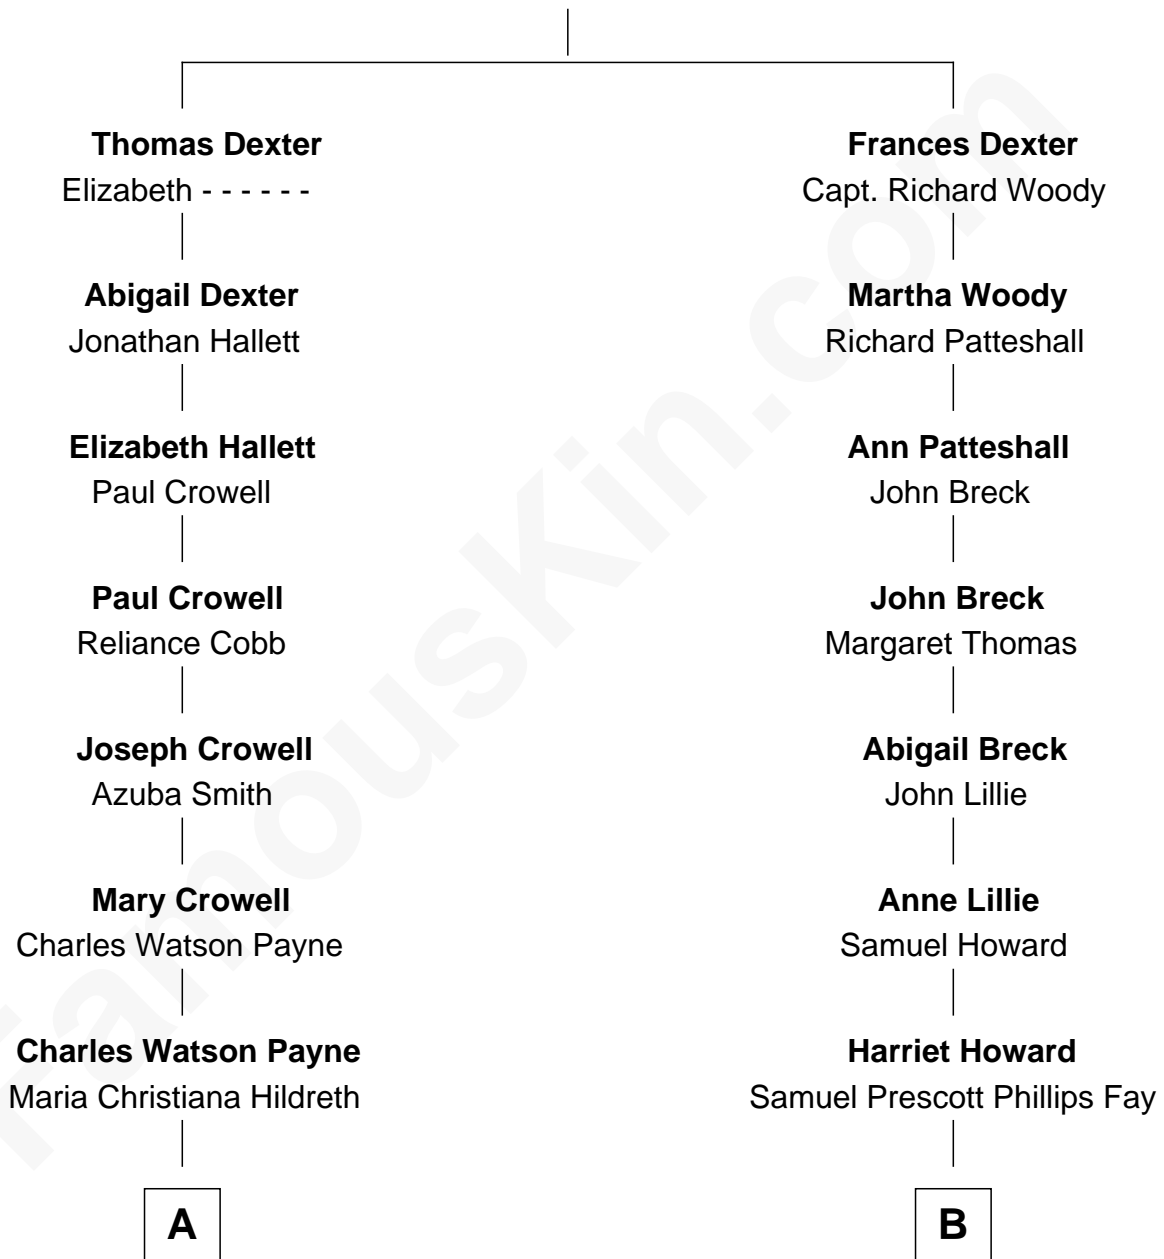 Thomas Dexter
Elizabeth - - - - - -
Frances Dexter
Capt. Richard Woody
Abigail Dexter
Jonathan Hallett
Martha Woody
Richard Patteshall
Elizabeth Hallett
Paul Crowell
Ann Patteshall
John Breck
Paul Crowell
Reliance Cobb
John Breck
Margaret Thomas
Joseph Crowell
Azuba Smith
Abigail Breck
John Lillie
Mary Crowell
Charles Watson Payne
Anne Lillie
Samuel Howard
Charles Watson Payne
Maria Christiana Hildreth
Harriet Howard
Samuel Prescott Phillips Fay
A
B
FamousKin.com